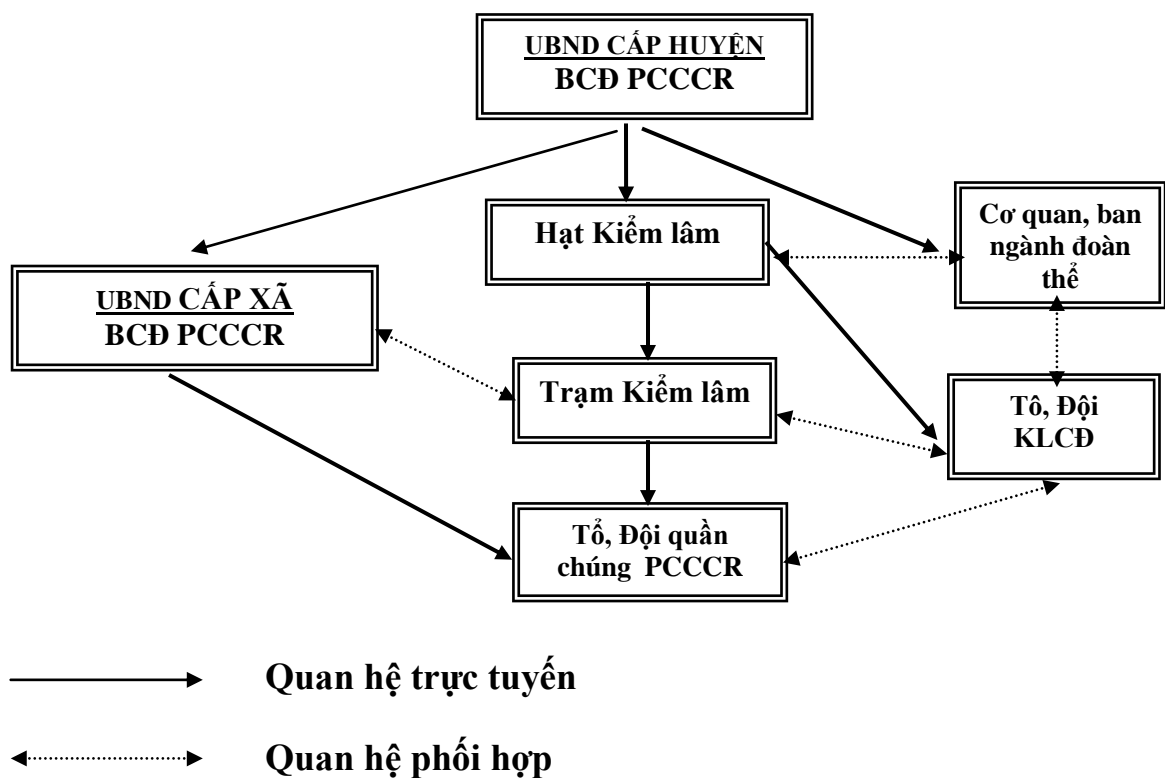 UBND CẤP HUYỆN
BCĐ PCCCR
Hạt Kiểm lâm
Cơ quan, ban
ngành đoàn
thể
UBND CẤP XÃ
BCĐ PCCCR
Trạm Kiểm lâm
Tô, Đội
KLCĐ
Tổ, Đội quần
chúng PCCCR
Quan hệ trực tuyến
Quan hệ phối hợp